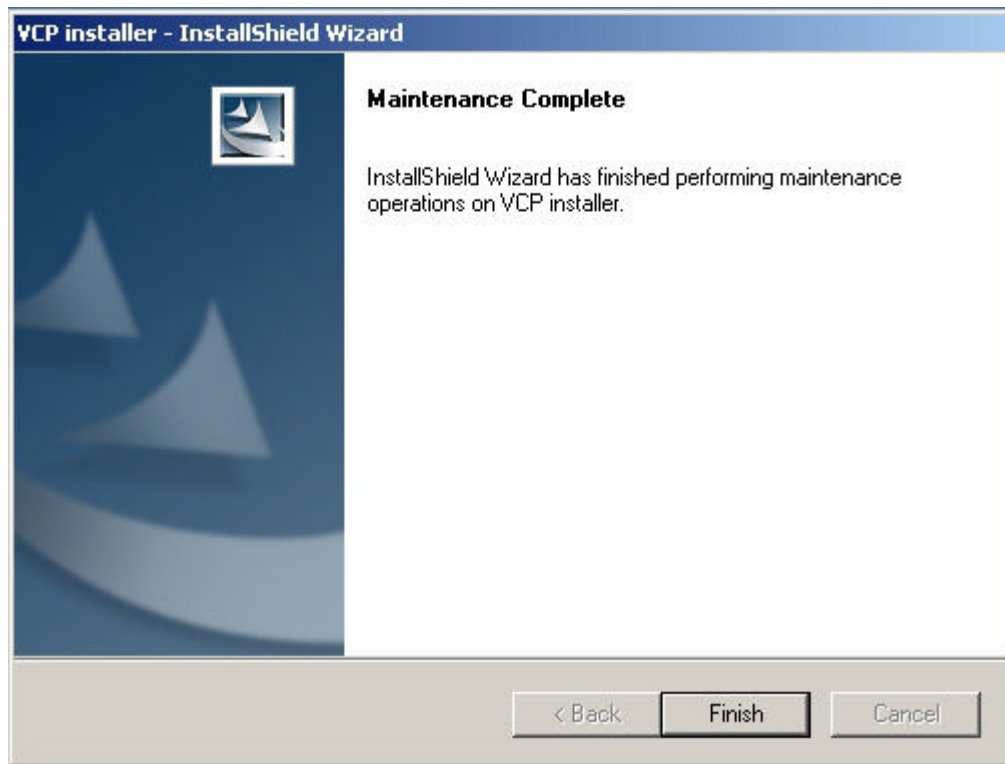 VCP installer - InstallShield Wizard
Maintenance Complete
InstallShield Wizard has finished performing maintenance
operations on VCP installer.
< Back
Finish
Cancel